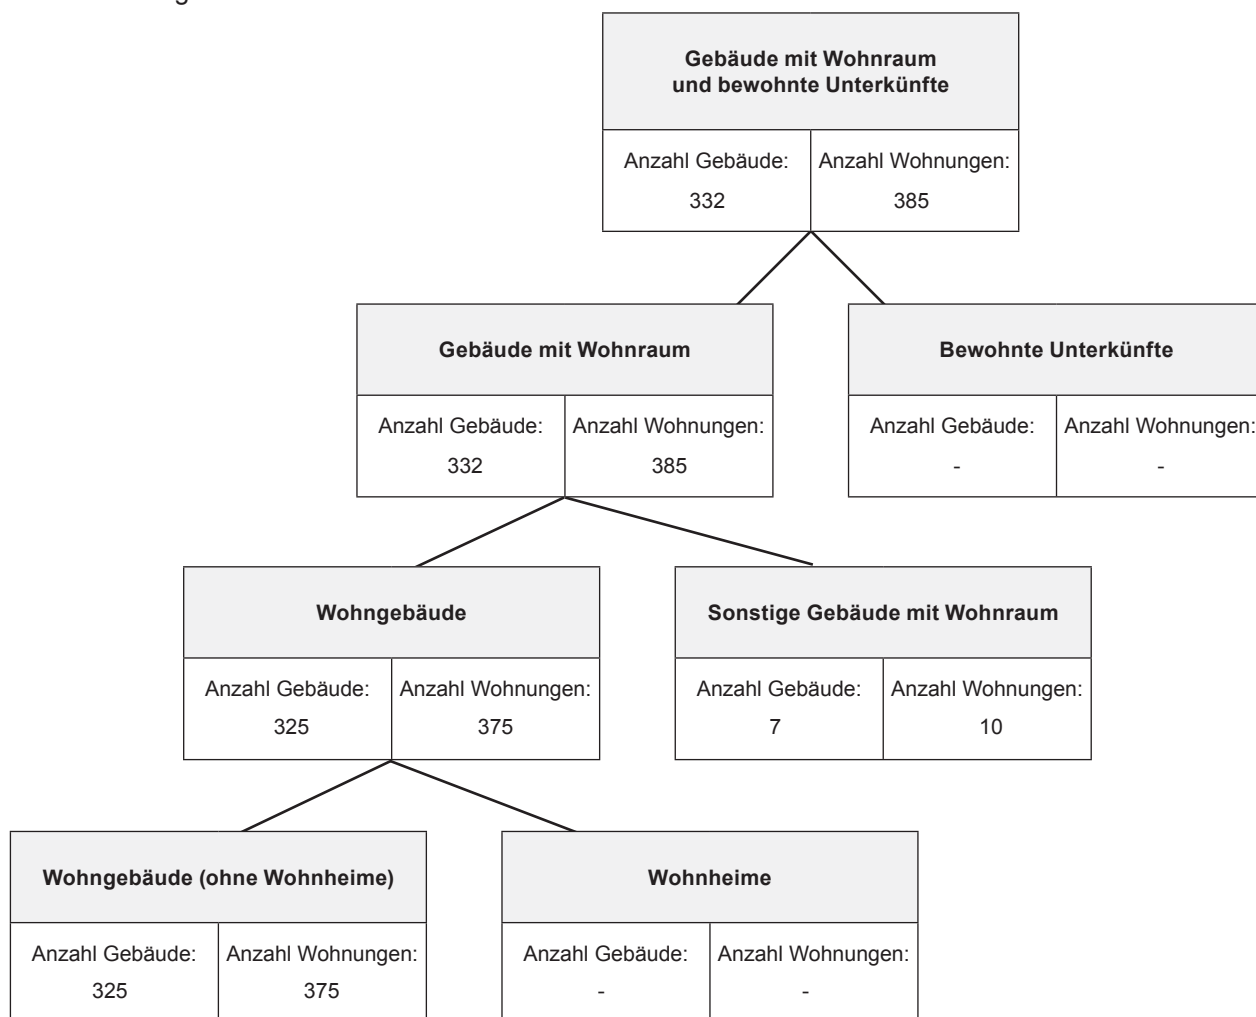 Gebäude mit Wohnraum
und bewohnte Unterkünfte
Anzahl Gebäude: Anzahl Wohnungen:
332 385
Gebäude mit Wohnraum
Anzahl Gebäude: Anzahl Wohnungen:
332 385
Bewohnte Unterkünfte
Anzahl Gebäude: Anzahl Wohnungen:
- -
Wohngebäude
Anzahl Gebäude: Anzahl Wohnungen:
325 375
Sonstige Gebäude mit Wohnraum
Anzahl Gebäude: Anzahl Wohnungen:
7 10
Wohngebäude (ohne Wohnheime)
Anzahl Gebäude: Anzahl Wohnungen:
325 375
Wohnheime
Anzahl Gebäude: Anzahl Wohnungen:
- -